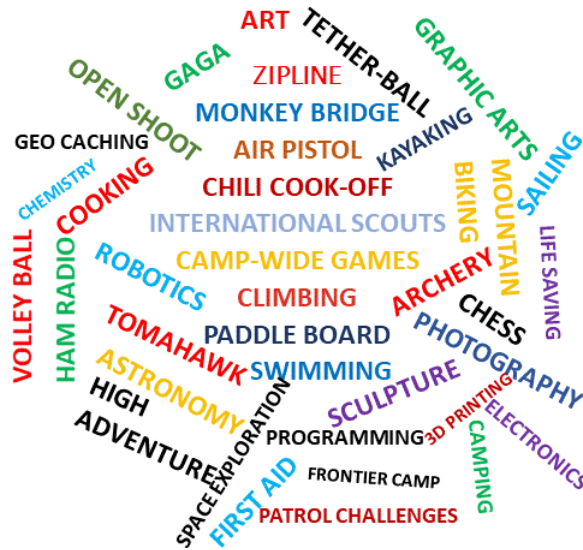 ART
TETHER-BALL
GRAPHIC ARTS
GAGA
ZIPLINE
OPEN SHOOT
MONKEY BRIDGE
GEO CACHING
AIR PISTOL
KAYAKING
SAILING
CHEMISTRY
COOKING
CHILI COOK-OFF
MOUNTAIN
BIKING
INTERNATIONAL SCOUTS
LIFE SAVING
VOLLEY BALL
HAM RADIO
ROBOTICS
CAMP-WIDE GAMES
ARCHERY
CLIMBING
CHESS
TOMAHAWK
PADDLE BOARD
PHOTOGRAPHY
ASTRONOMY
SWIMMING
HIGH
ADVENTURE
SPACE EXPLORATION
SCULPTURE
3D PRINTING
ELECTRONICS
PROGRAMMING
CAMPING
FIRST AID
FRONTIER CAMP
PATROL CHALLENGES